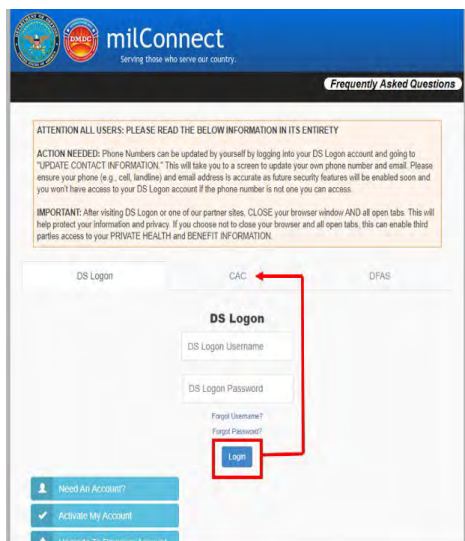 DMDC
milConnect
Serving those who serve our country.
Frequently Asked Questions
ATTENTION ALL USERS: PLEASE READ THE BELOW INFORMATION IN ITS ENTIRETY
ACTION NEEDED: Phone Numbers can be updated by yourself by logging into your DS Logon account and going to
"UPDATE CONTACT INFORMATION." This will take you to a screen to update your own phone number and email. Please
ensure your phone (e.g., cell, landline) and email address is accurate as future security features will be enabled soon and
you won't have access to your DS Logon account if the phone number is not one you can access.
IMPORTANT: After visiting DS Logon or one of our partner sites, CLOSE your browser window AND all open tabs. This will
help protect your information and privacy. If you choose not to close your browser and all open tabs, this can enable third
parties access to your PRIVATE HEALTH and BENEFIT INFORMATION.
DS Logon
CAC
DFAS
DS Logon
DS Logon Username
DS Logon Password
Forgot Username?
Forgot Password?
Login
Need An Account?
Activate My Account